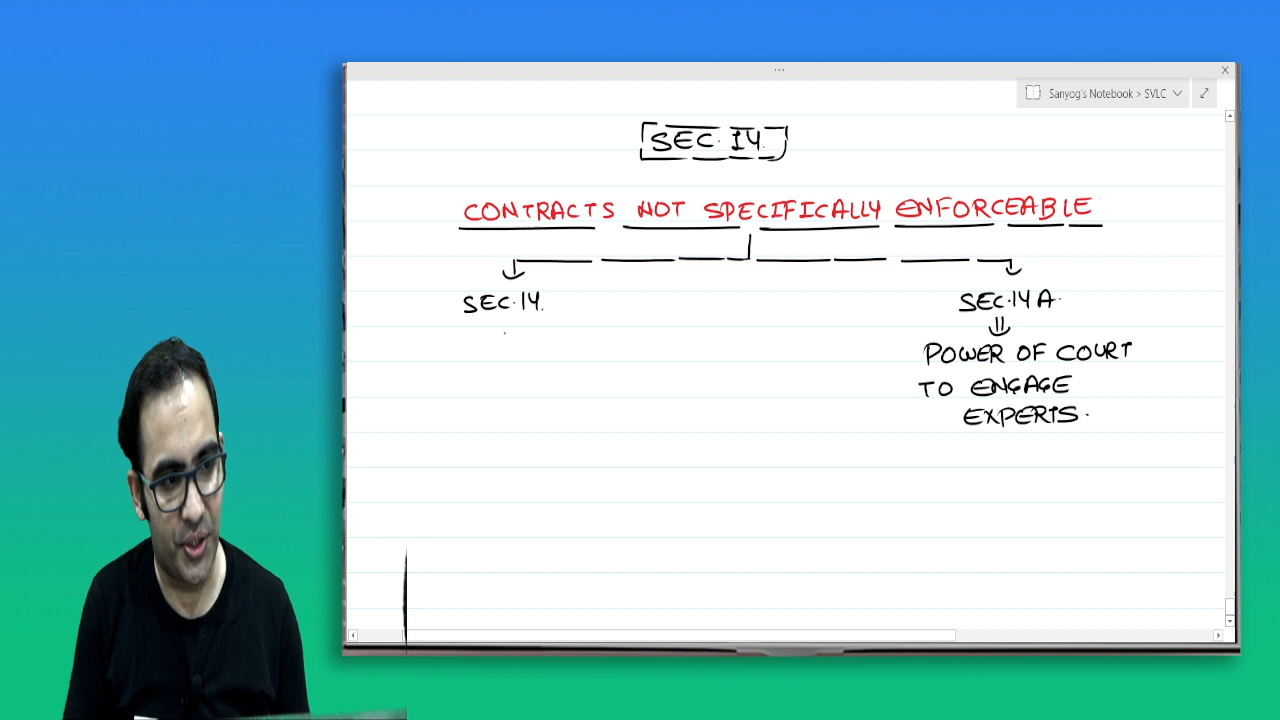 ...
X
Sanyog's Notebook > SVLC
SEC. 14.
CONTRACTS NOT SPECIFICALLY ENFORCEABLE
SEC. 14.
SEC. 14 A.
POWER OF COURT
TO ENGAGE
EXPERTS.